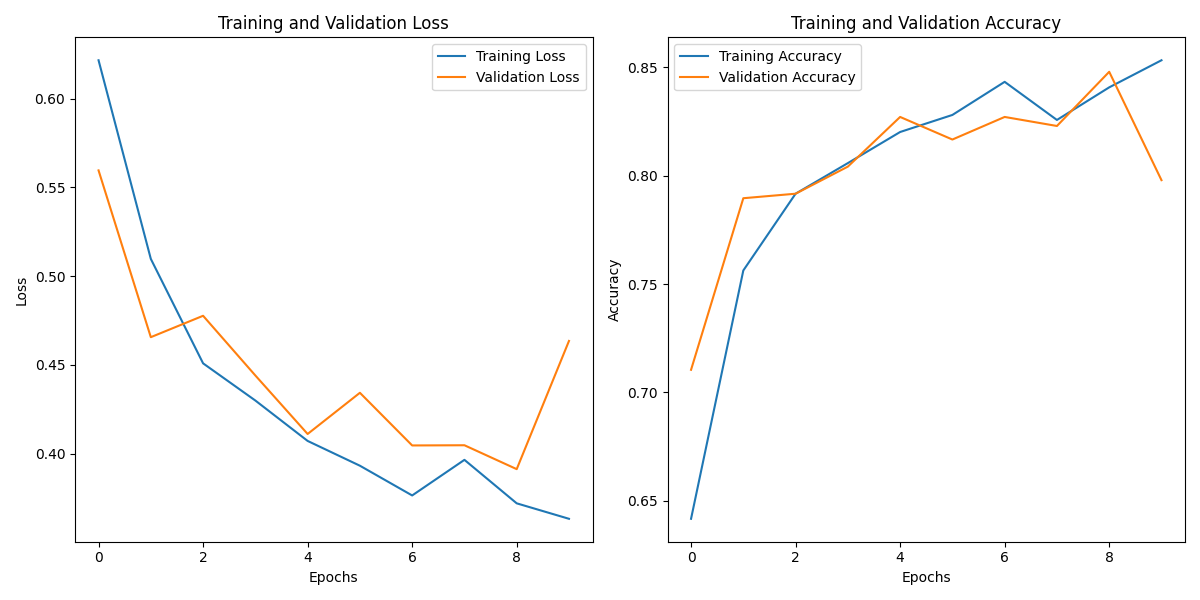 Training and Validation Loss
Training Loss
Validation Loss
0.60
0.55
0.50
0.45
0.40
Loss
0 2 4 6 8
Epochs
Training and Validation Accuracy
Training Accuracy
Validation Accuracy
0.85
0.80
0.75
0.70
0.65
Accuracy
0 2 4 6 8
Epochs